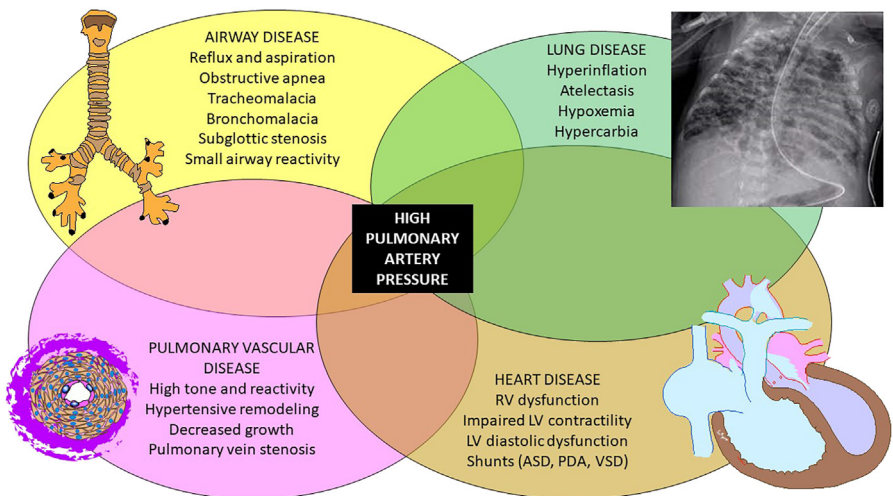 AIRWAY DISEASE
Reflux and aspiration
Obstructive apnea
Tracheomalacia
Bronchomalacia
Subglottic stenosis
Small airway reactivity
LUNG DISEASE
Hyperinflation
Atelectasis
Hypoxemia
Hypercarbia
HIGH
PULMONARY
ARTERY
PRESSURE
PULMONARY VASCULAR
DISEASE
High tone and reactivity
Hypertensive remodeling
Decreased growth
Pulmonary vein stenosis
HEART DISEASE
RV dysfunction
Impaired LV contractility
LV diastolic dysfunction
Shunts (ASD, PDA, VSD)